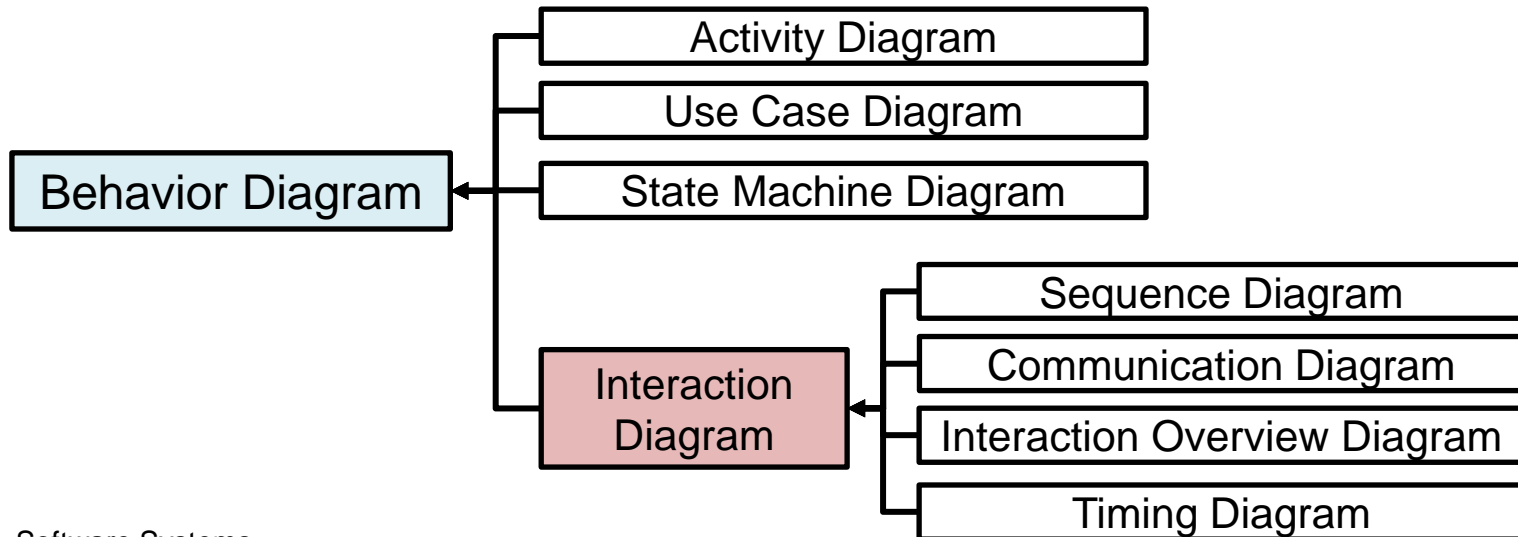 Activity Diagram
Use Case Diagram
Behavior Diagram
State Machine Diagram
Sequence Diagram
Interaction
Diagram
Communication Diagram
Interaction Overview Diagram
Timing Diagram
Software Systems